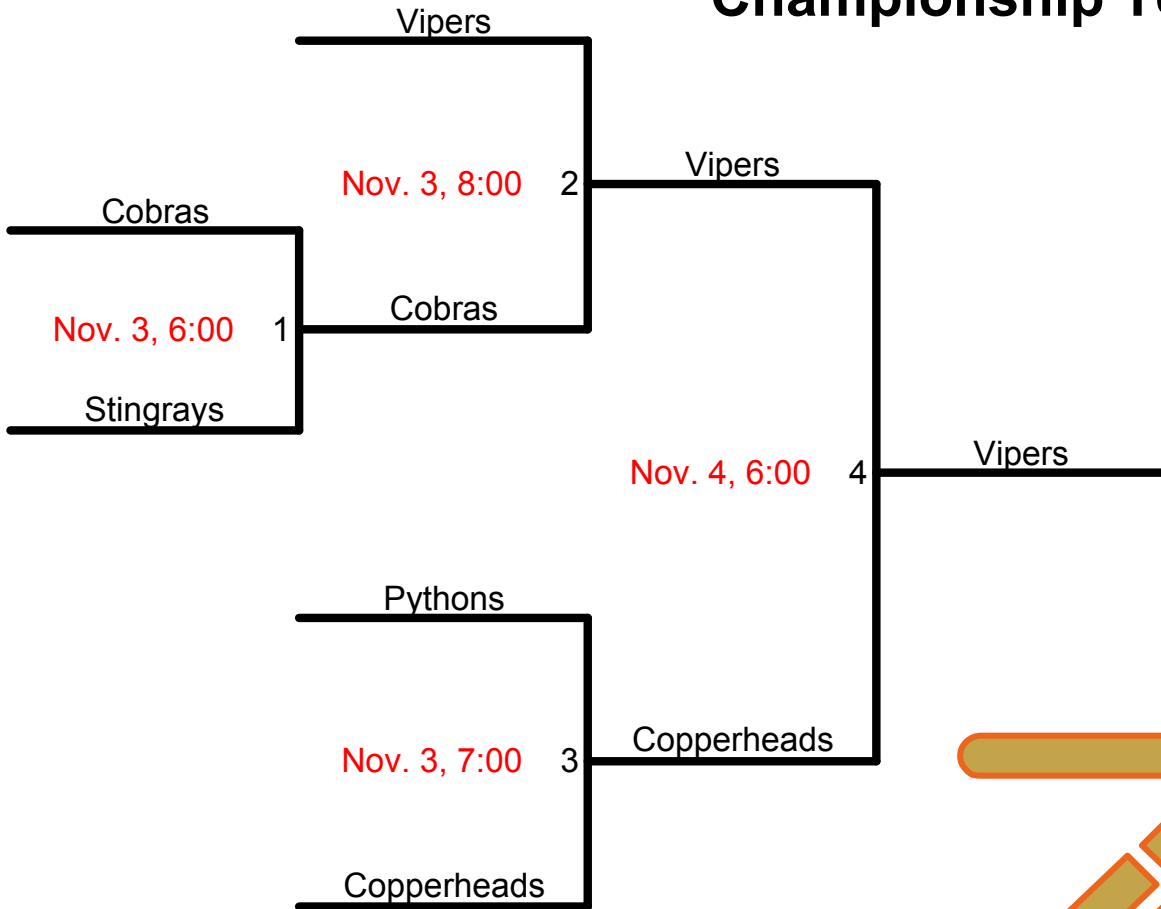 Championship
Vipers
Nov. 3, 8:00 2
Vipers
Cobras
Nov. 3, 6:00 1
Cobras
Stingrays
Nov. 4, 6:00 4
Vipers
Pythons
Nov. 3, 7:00 3
Copperheads
Copperheads